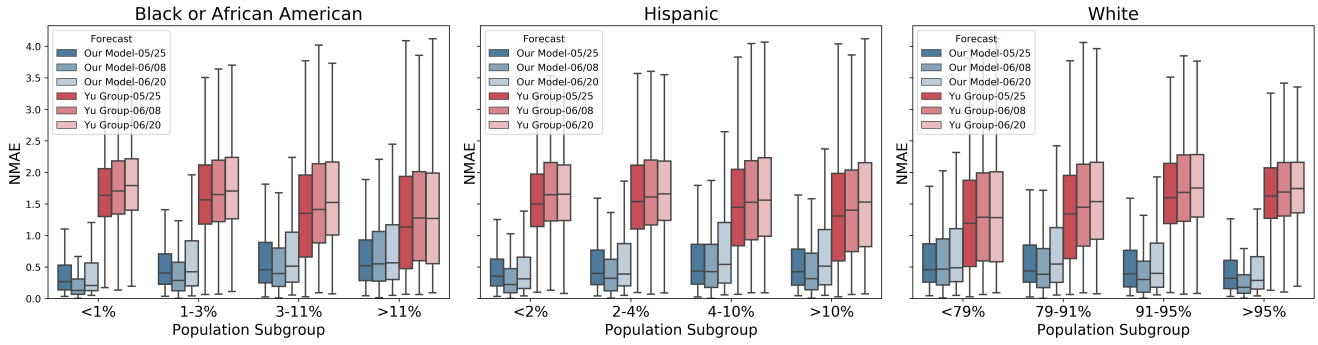 Black or African American
Forecast
Our Model-05/25
Our Model-06/08
Our Model-06/20
Yu Group-05/25
Yu Group-06/08
Yu Group-06/20
NMAE
4.0
3.5
3.0
2.5
2.0
1.5
1.0
0.5
0.0
<1% 1-3% 3-11% >11%
Population Subgroup
Hispanic
Forecast
Our Model-05/25
Our Model-06/08
Our Model-06/20
Yu Group-05/25
Yu Group-06/08
Yu Group-06/20
NMAE
<2% 2-4% 4-10% >10%
Population Subgroup
White
Forecast
Our Model-05/25
Our Model-06/08
Our Model-06/20
Yu Group-05/25
Yu Group-06/08
Yu Group-06/20
NMAE
<79% 79-91% 91-95% >95%
Population Subgroup